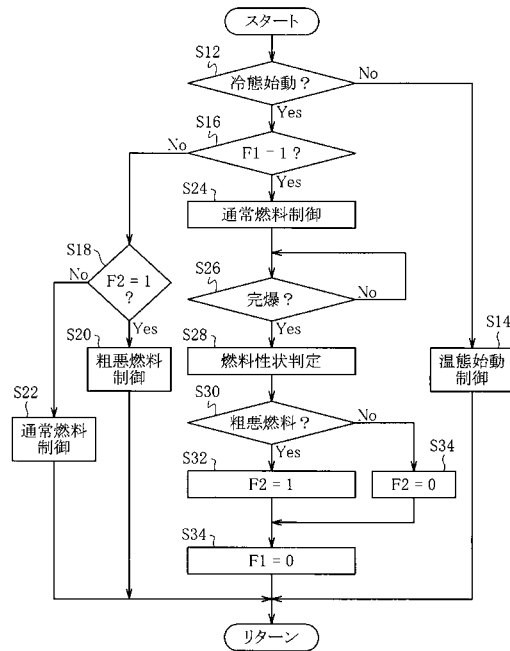 スタート
S12
冷態始動?
No
Yes
S16
F1-1?
No
Yes
S24
通常燃料制御
S18
F2=1
?
No
Yes
S26
完爆?
No
Yes
S20
粗悪燃料
制御
S28
燃料性状判定
S14
温態始動
制御
S22
通常燃料
制御
S30
粗悪燃料?
No
Yes
S32
F2=1
S34
F2=0
S34
F1=0
リターン